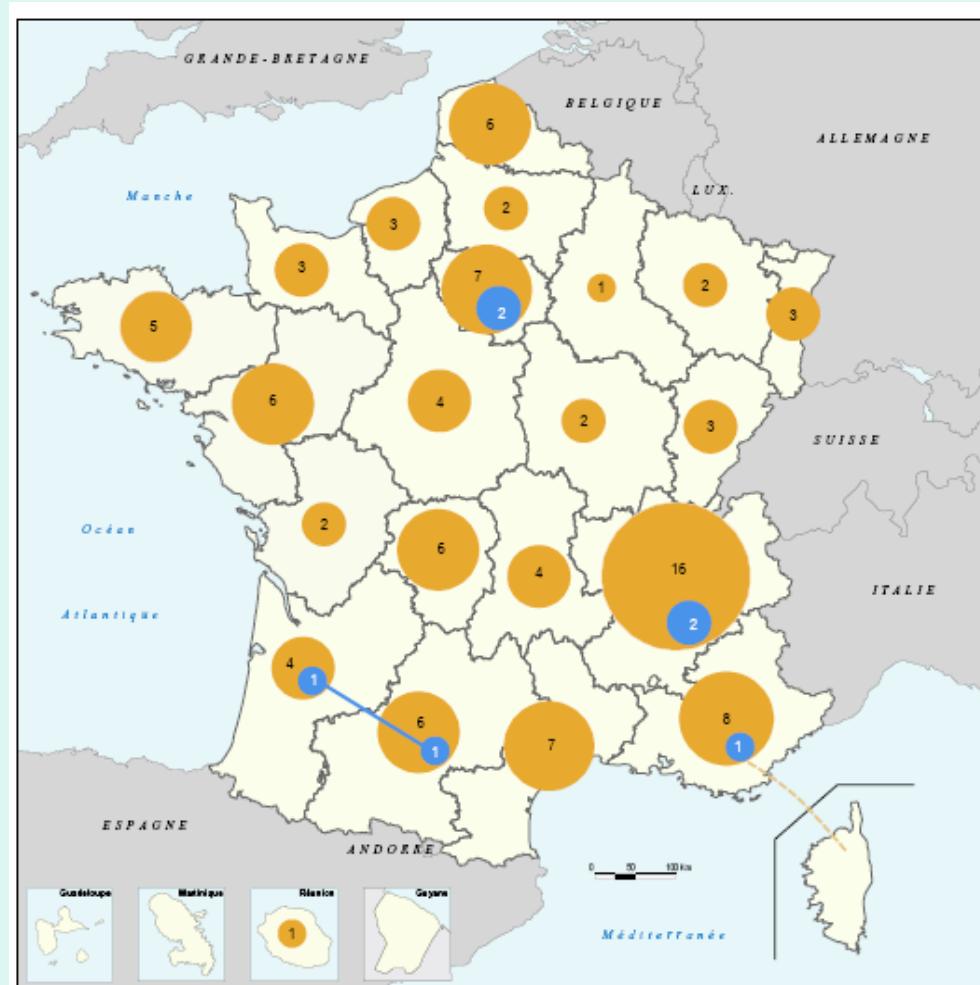 GRANDE-BRETAGNE
BELGIQUE
ALLEMAGNE
LUX.
Manche
6
2
3
3
7
2
1
2
3
5
6
4
2
3
SUISSE
Océan
Atlantique
2
6
4
16
2
ITALIE
4
1
6
1
7
8
1
ESPAGNE
ANDORRE
0 50 100 Km
Guadeloupe
Martinique
Réunion
Guyane
1
Méditerranée